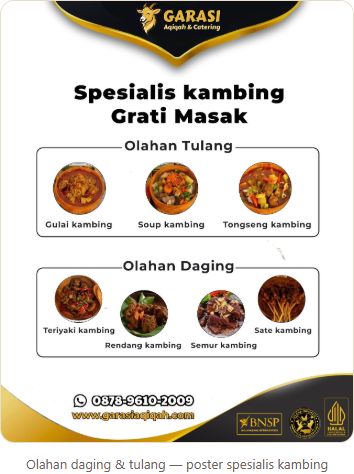 GARASI
Aqiqah & Catering
Spesialis kambing
Grati Masak
Olahan Tulang
Gulai kambing
Soup kambing
Tongseng kambing
Olahan Daging
Teriyaki kambing
Rendang kambing
Semur kambing
Sate kambing
0878-9610-2009
www.garasiaqiqah.com
BNSP
HALAL
Olahan daging & tulang — poster spesialis kambing